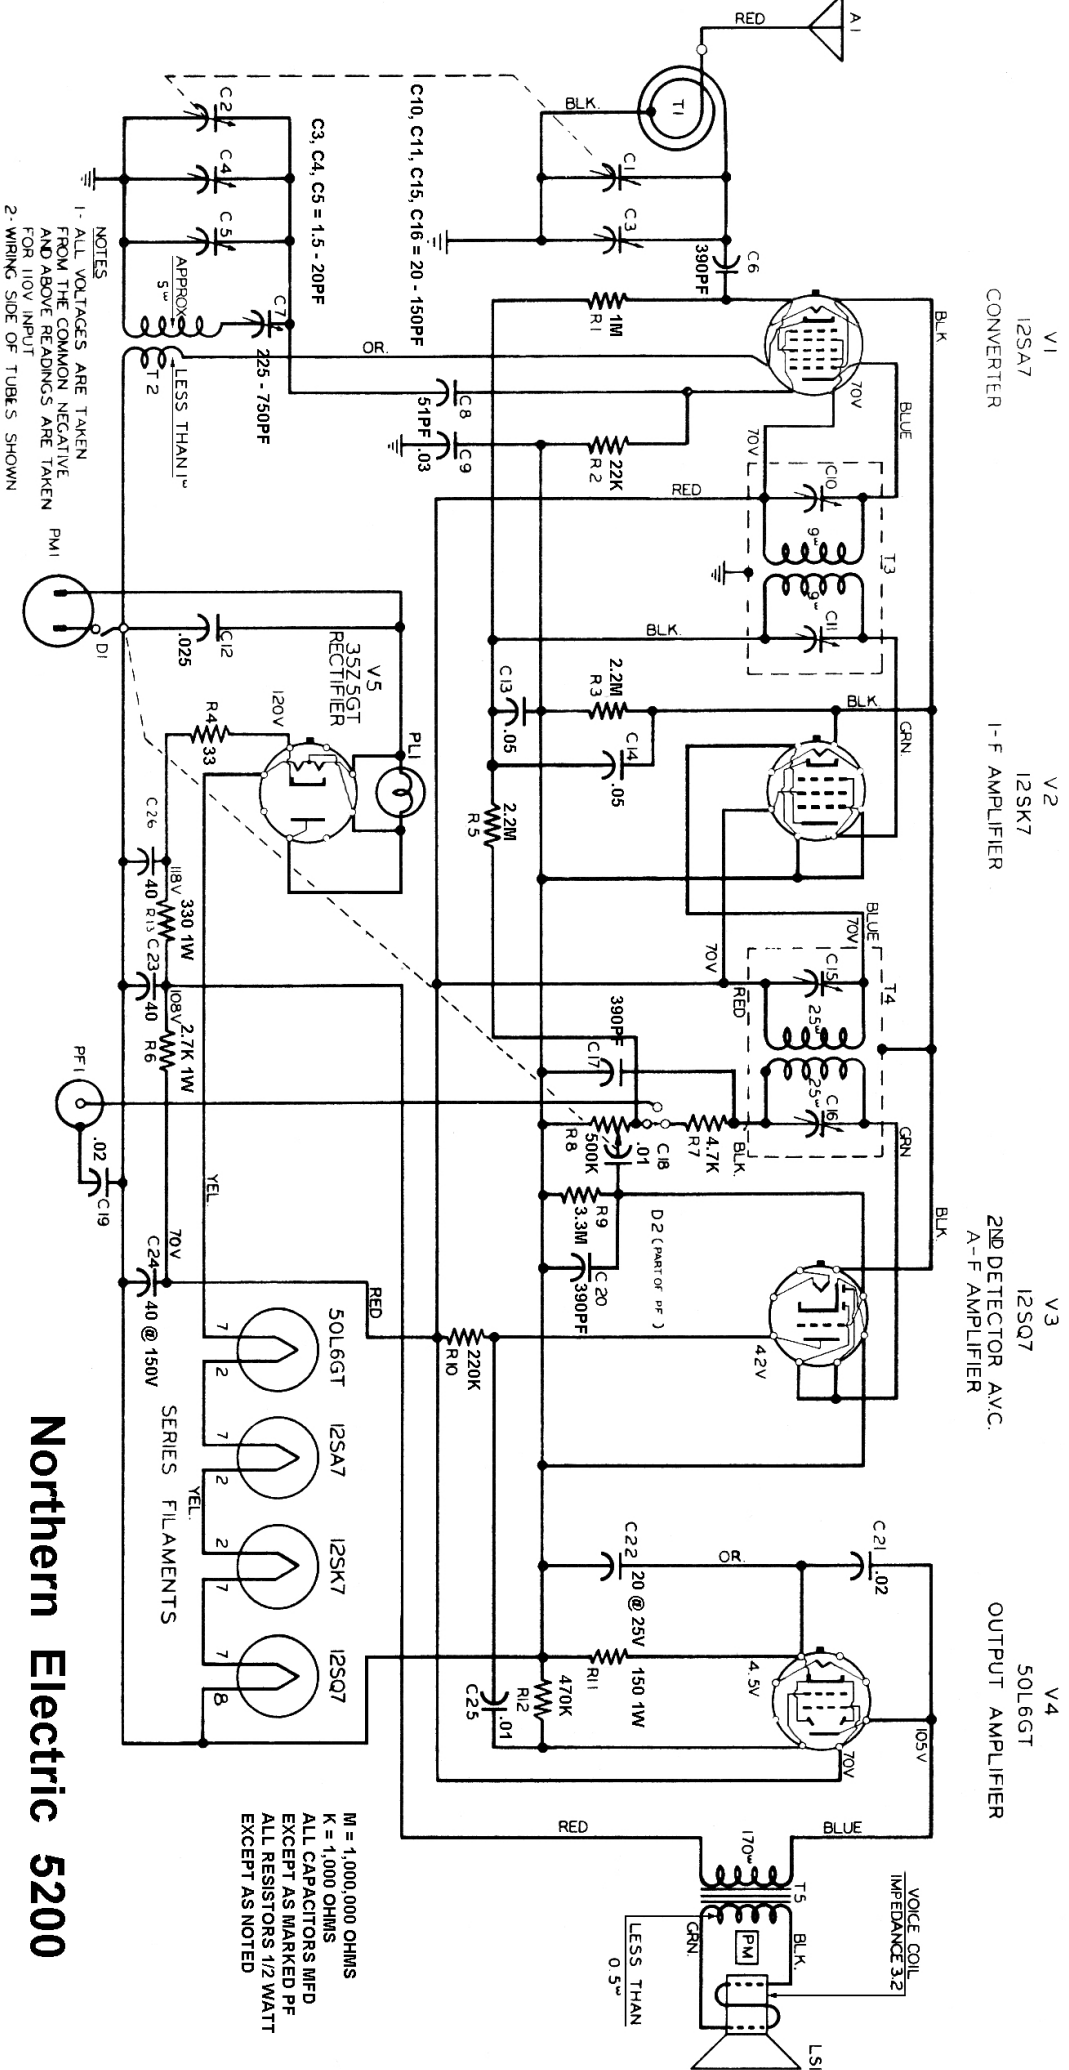 V1
12SA7
CONVERTER
V2
12SK7
I-F AMPLIFIER
V3
12SQ7
2ND DETECTOR A.V.C.
A-F AMPLIFIER
V4
50L6GT
OUTPUT AMPLIFIER
A1
RED
T1
BLK.
C1
C3
C6
390PF
R1
1M
BLK
70V
BLUE
70V
RED
C10
9ω
T3
9ω
C11
BLK.
GRN.
BLK.
C2
C4
C5
C3, C4, C5 = 1.5 - 20PF
C10, C11, C15, C16 = 20 - 150PF
APPROX
5ω
C7
225 - 750PF
OR.
T2
LESS THAN 1ω
C8
51PF
C9
.03
R2
22K
C13
.05
R3
2.2M
C14
.05
R5
2.2M
BLUE
70V
70V
RED
C15
T4
25ω
25ω
C16
GRN
BLK.
C17
390PF
R7
4.7K
R8
500K
C18
.01
R9
3.3M
C20
390PF
D2 (PART OF PF)
BLK.
42V
R10
220K
RED
C21
.02
OR.
C22
20 @ 25V
R11
150 1W
4.5V
R12
470K
C25
.01
105V
70V
RED
BLUE
170ω
T5
PM
GRN.
BLK.
LESS THAN
0.5ω
VOICE COIL
IMPEDANCE 3.2
LS1
PM1
D1
C12
.025
V5
35Z5GT
RECTIFIER
PL1
120V
R4
33
C26
40
118V
R13
330 1W
C23
40
108V
R6
2.7K 1W
YEL.
PF1
.02
C19
C24
40 @ 150V
70V
50L6GT
7
2
12SA7
7
2
YEL.
12SK7
2
7
12SQ7
7
8
SERIES FILAMENTS
NOTES
1- ALL VOLTAGES ARE TAKEN
FROM THE COMMON NEGATIVE
AND ABOVE READINGS ARE TAKEN
FOR 110V INPUT
2- WIRING SIDE OF TUBES SHOWN
M = 1,000,000 OHMS
K = 1,000 OHMS
ALL CAPACITORS MFD
EXCEPT AS MARKED PF
ALL RESISTORS 1/2 WATT
EXCEPT AS NOTED
Northern Electric 5200